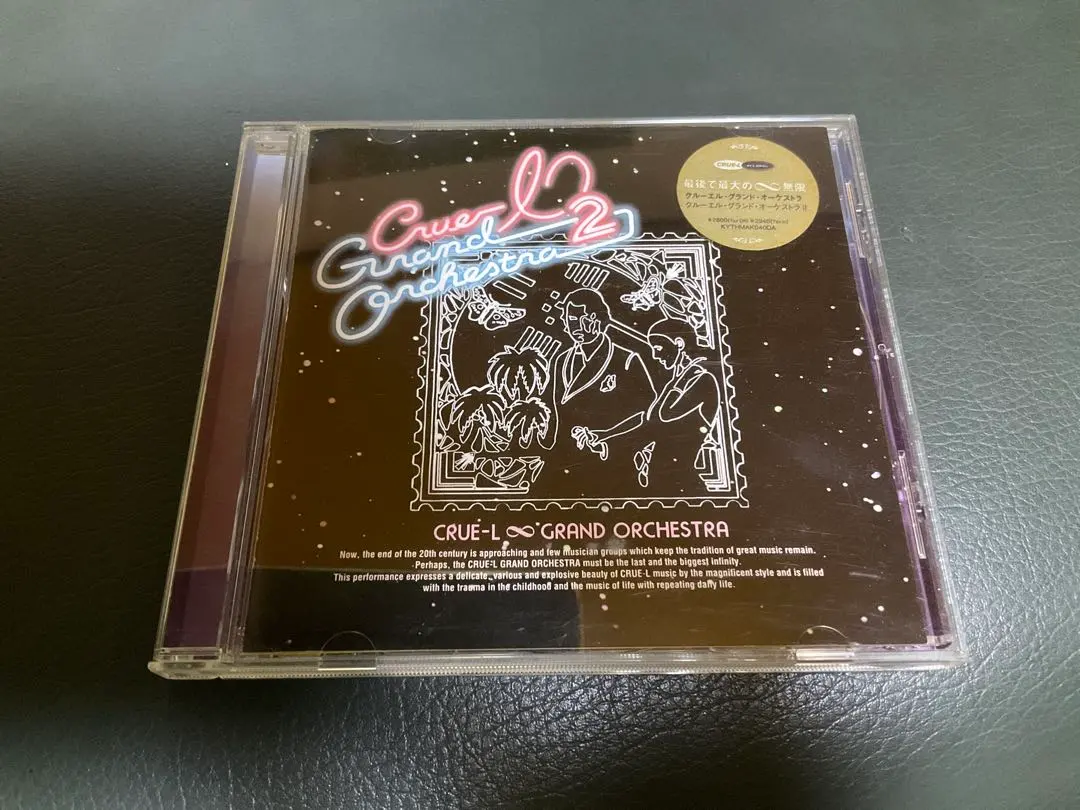 Crue-l
Grand
Orchestra 2
CRUE-L
最後で最大の∞無限
クルーエル・グランド・オーケストラ
クルーエル・グランド・オーケストラII
KYTHMAK040DA
CRUE-L ∞ GRAND ORCHESTRA
Now, the end of the 20th century is approaching and few musician groups which keep the tradition of great music remain.
Perhaps, the CRUE-L GRAND ORCHESTRA must be the last and the biggest infinity.
This performance expresses a delicate, various and explosive beauty of CRUE-L music by the magnificent style and is filled
with the trauma in the childhood and the music of life with repeating daily life.